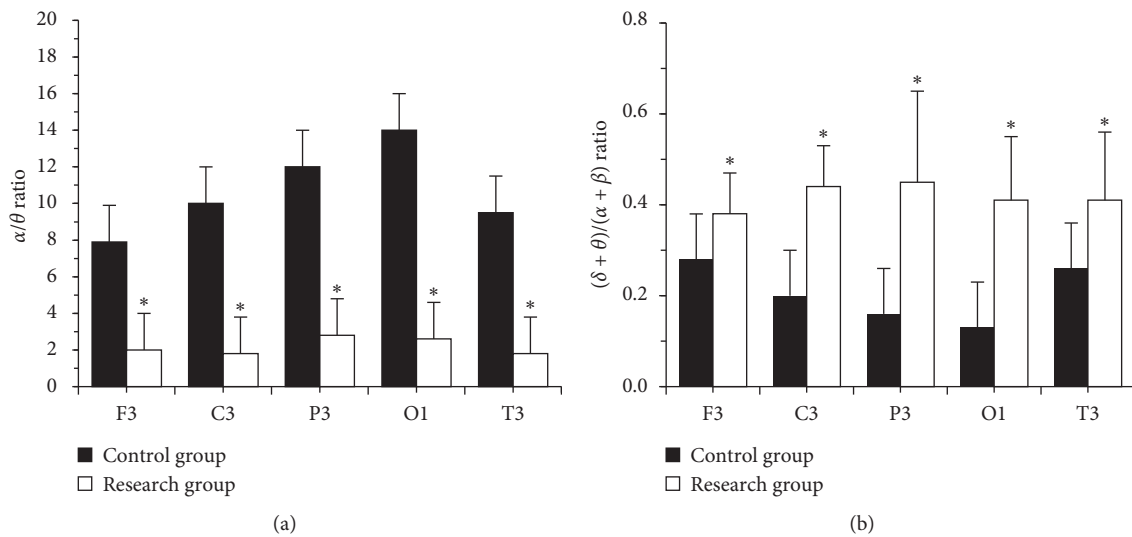 20
18
16
14
12
10
8
6
4
2
0
α/θ ratio
* * * * *
F3 C3 P3 O1 T3
Control group
Research group
(a)
0.8
0.6
0.4
0.2
0.0
(δ + θ)/(α + β) ratio
* * * * *
F3 C3 P3 O1 T3
Control group
Research group
(b)